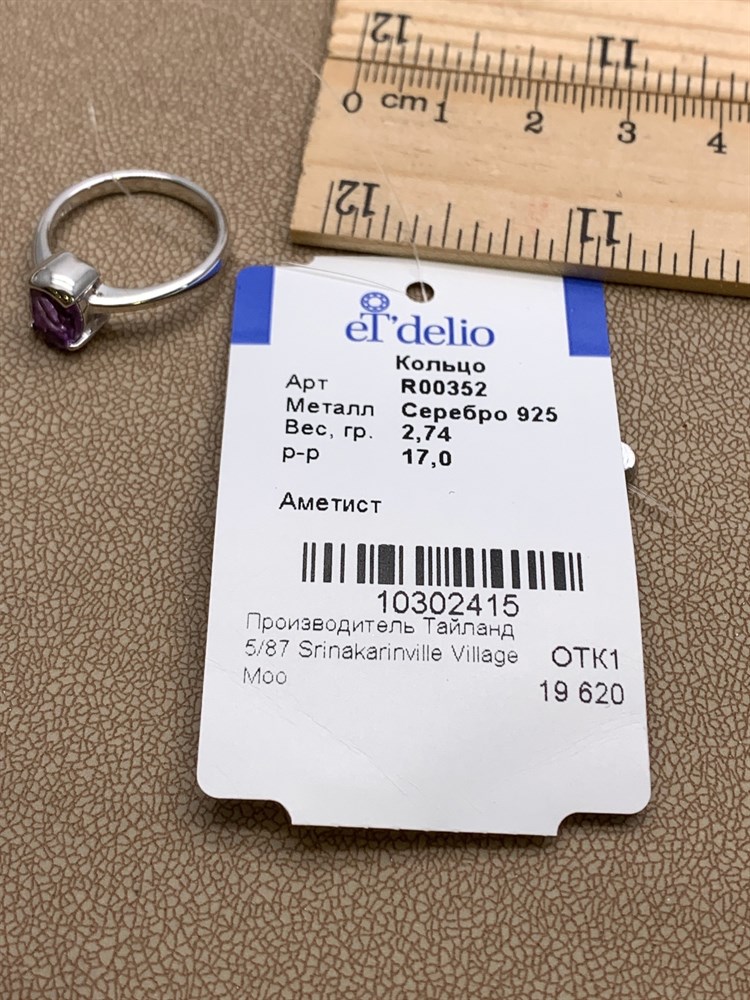 12 11
0 cm 1 2 3 4
12 11
eT'delio
Кольцо
Арт R00352
Металл Серебро 925
Вес, гр. 2,74
р-р 17,0
Аметист
10302415
Производитель Тайланд
5/87 Srinakarinville Village ОТК1
Moo 19 620